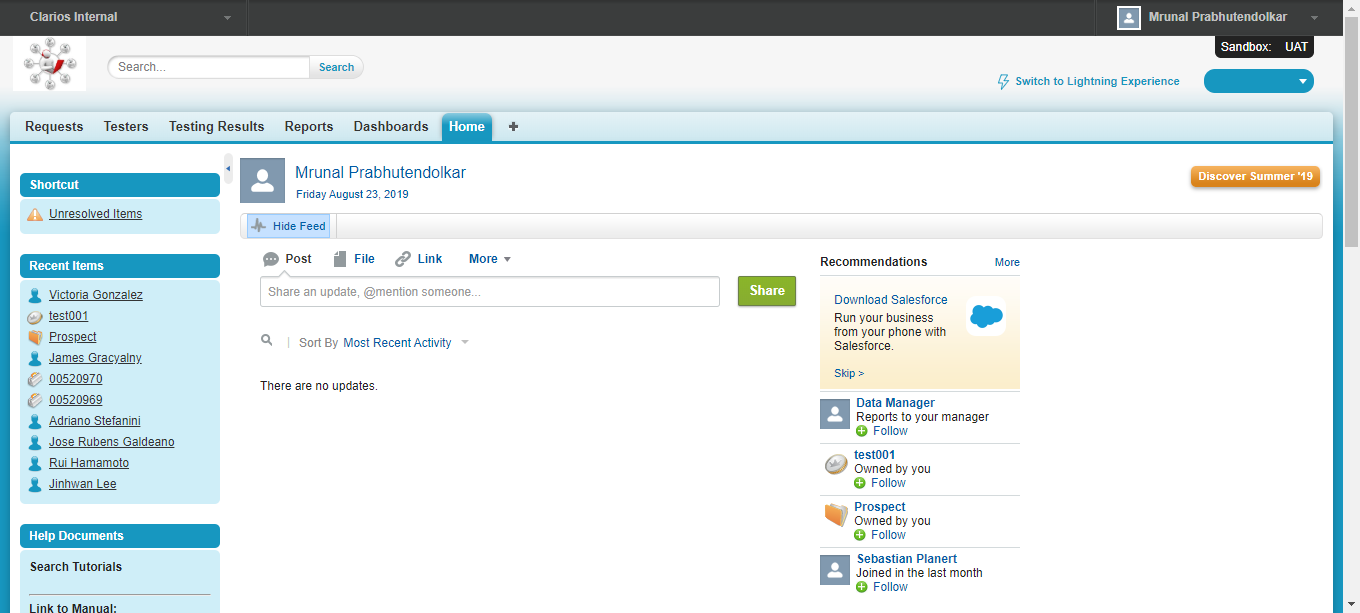 Clarios Internal
Mrunal Prabhutendolkar
Sandbox: UAT
Search...
Search
Switch to Lightning Experience
Requests Testers Testing Results Reports Dashboards Home
Shortcut
Unresolved Items
Recent Items
Victoria Gonzalez
test001
Prospect
James Gracyalny
00520970
00520969
Adriano Stefanini
Jose Rubens Galdeano
Rui Hamamoto
Jinhwan Lee
Help Documents
Search Tutorials
Link to Manual:
Mrunal Prabhutendolkar
Friday August 23, 2019
Discover Summer '19
Hide Feed
Post File Link More
Share an update, @mention someone...
Share
Sort By Most Recent Activity
There are no updates.
Recommendations More
Download Salesforce
Run your business
from your phone with
Salesforce.
Skip >
Data Manager
Reports to your manager
Follow
test001
Owned by you
Follow
Prospect
Owned by you
Follow
Sebastian Planert
Joined in the last month
Follow